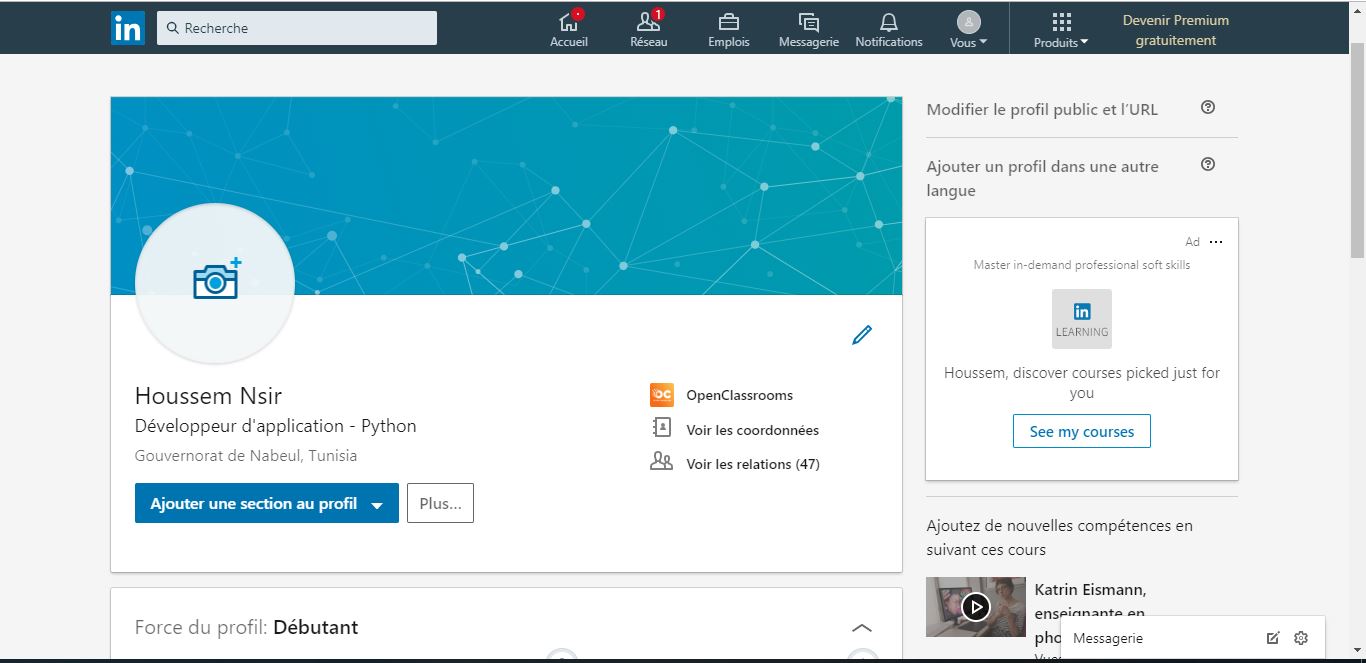 in
Recherche
1
Accueil
Réseau
Emplois
Messagerie
Notifications
Vous
Produits
Devenir Premium
gratuitement
Houssem Nsir
Développeur d'application - Python
Gouvernorat de Nabeul, Tunisia
Ajouter une section au profil
Plus...
OC
OpenClassrooms
Voir les coordonnées
Voir les relations (47)
Force du profil: Débutant
Modifier le profil public et l'URL
?
Ajouter un profil dans une autre
langue
?
Ad
Master in-demand professional soft skills
in
LEARNING
Houssem, discover courses picked just for
you
See my courses
Ajoutez de nouvelles compétences en
suivant ces cours
Katrin Eismann,
enseignante en
Messagerie